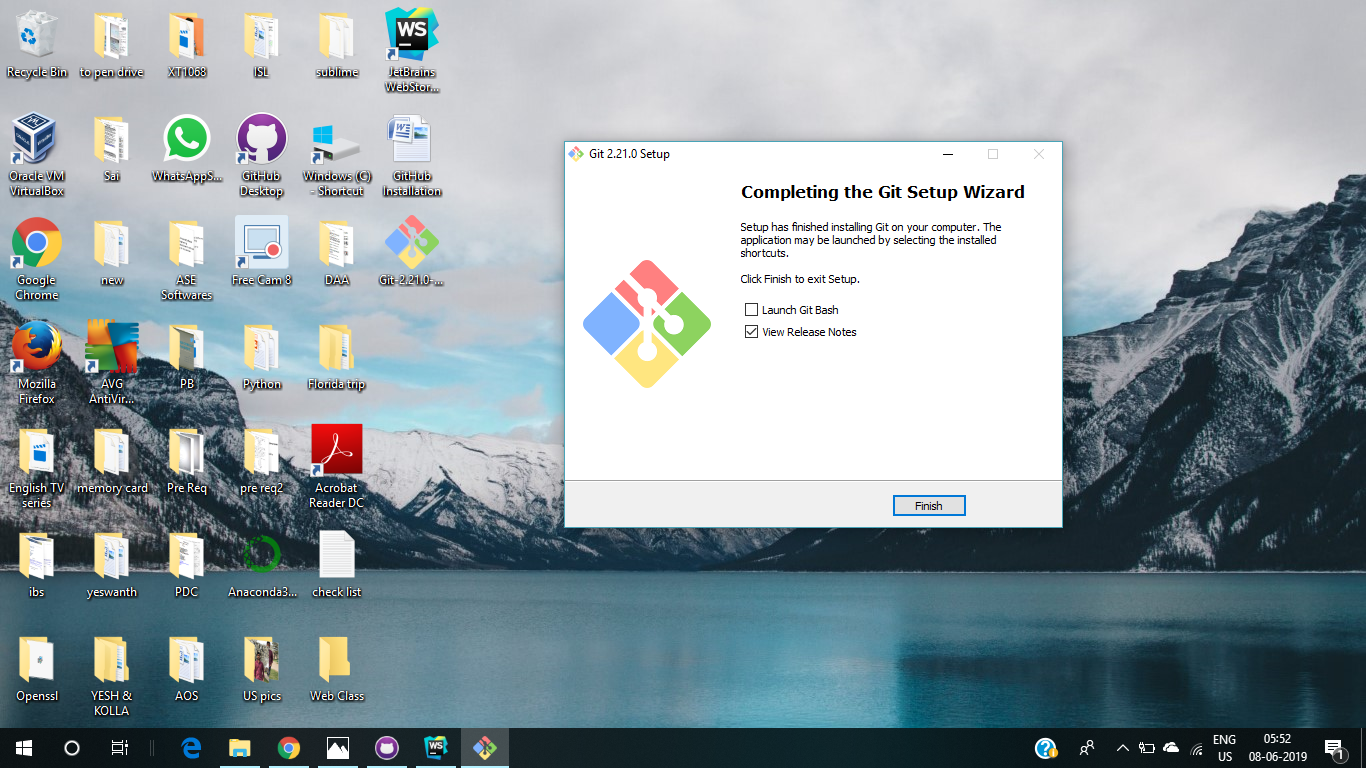 Recycle Bin
to pen drive
XT1068
ISL
sublime
WS
JetBrains
WebStor...
Oracle VM
VirtualBox
Sai
WhatsAppS...
GitHub
Desktop
Windows (C)
- Shortcut
GitHub
Installation
Google
Chrome
new
ASE
Softwares
Free Cam 8
DAA
Git-2.21.0-...
Mozilla
Firefox
AVG
AntiVir...
PB
Python
Florida trip
English TV
series
memory card
Pre Req
pre req2
Acrobat
Reader DC
ibs
yeswanth
PDC
Anaconda3...
check list
Openssl
YESH &
KOLLA
AOS
US pics
Web Class
Git 2.21.0 Setup
Completing the Git Setup Wizard
Setup has finished installing Git on your computer. The
application may be launched by selecting the installed
shortcuts.
Click Finish to exit Setup.
Launch Git Bash
View Release Notes
Finish
WS
ENG
US
05:52
08-06-2019
1